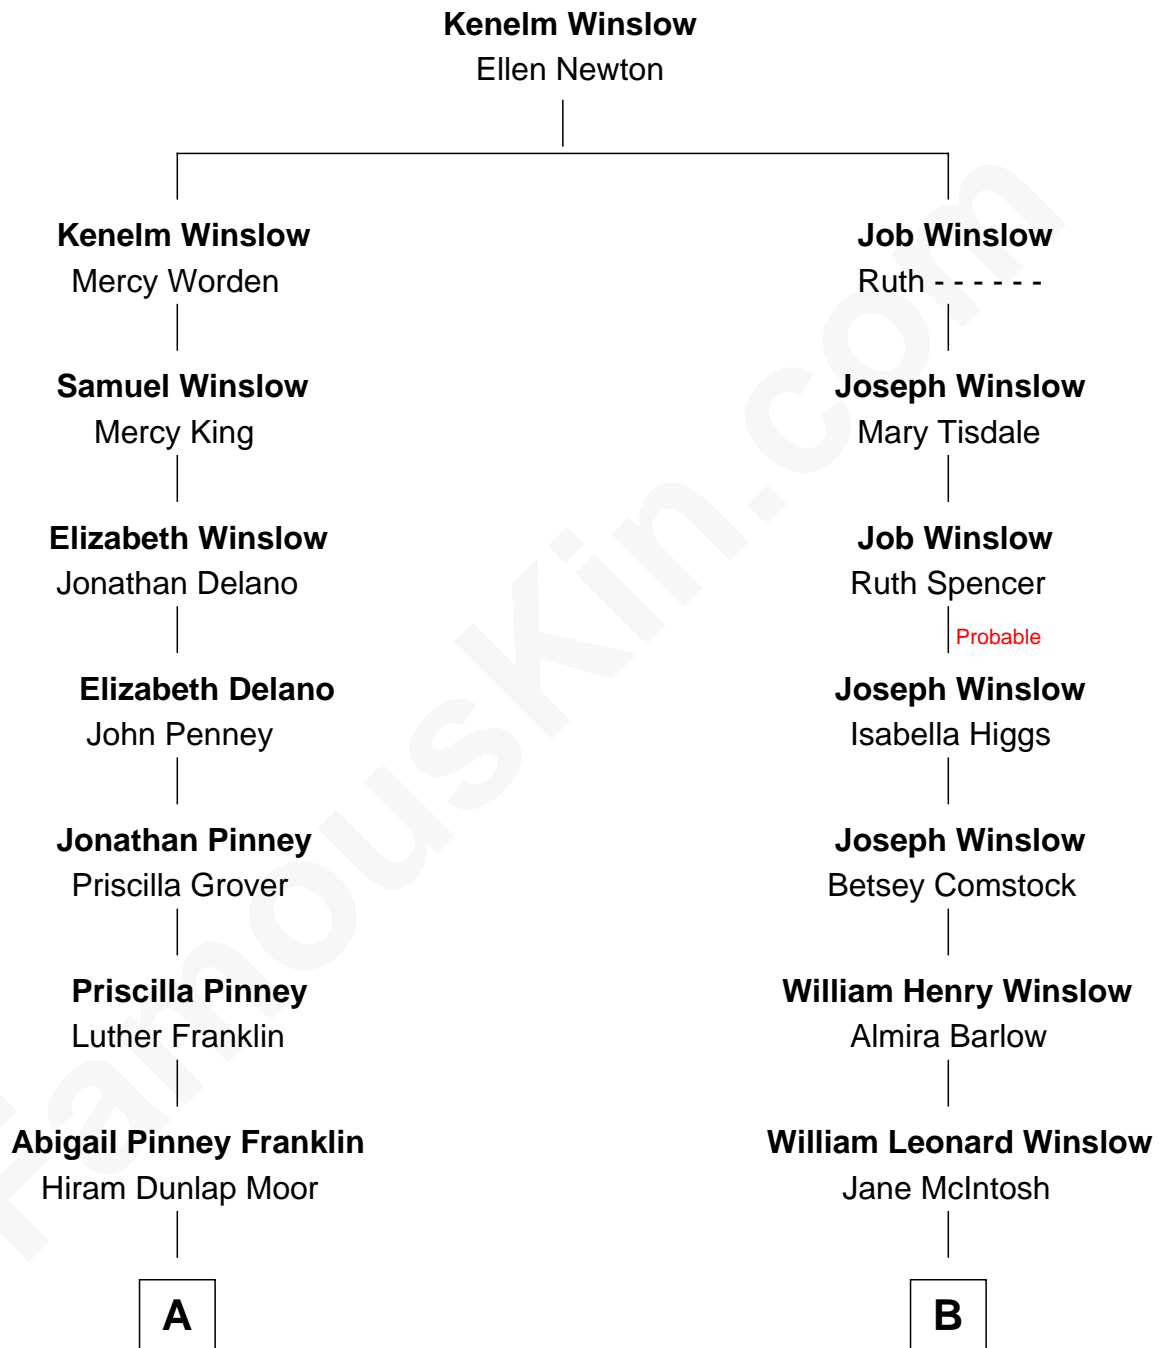 Kenelm Winslow
Ellen Newton
Kenelm Winslow
Mercy Worden
Job Winslow
Ruth - - - - - -
Samuel Winslow
Mercy King
Joseph Winslow
Mary Tisdale
Elizabeth Winslow
Jonathan Delano
Job Winslow
Ruth Spencer
Probable
Elizabeth Delano
John Penney
Joseph Winslow
Isabella Higgs
Jonathan Pinney
Priscilla Grover
Joseph Winslow
Betsey Comstock
Priscilla Pinney
Luther Franklin
William Henry Winslow
Almira Barlow
Abigail Pinney Franklin
Hiram Dunlap Moor
William Leonard Winslow
Jane McIntosh
A
B
FamousKin.com